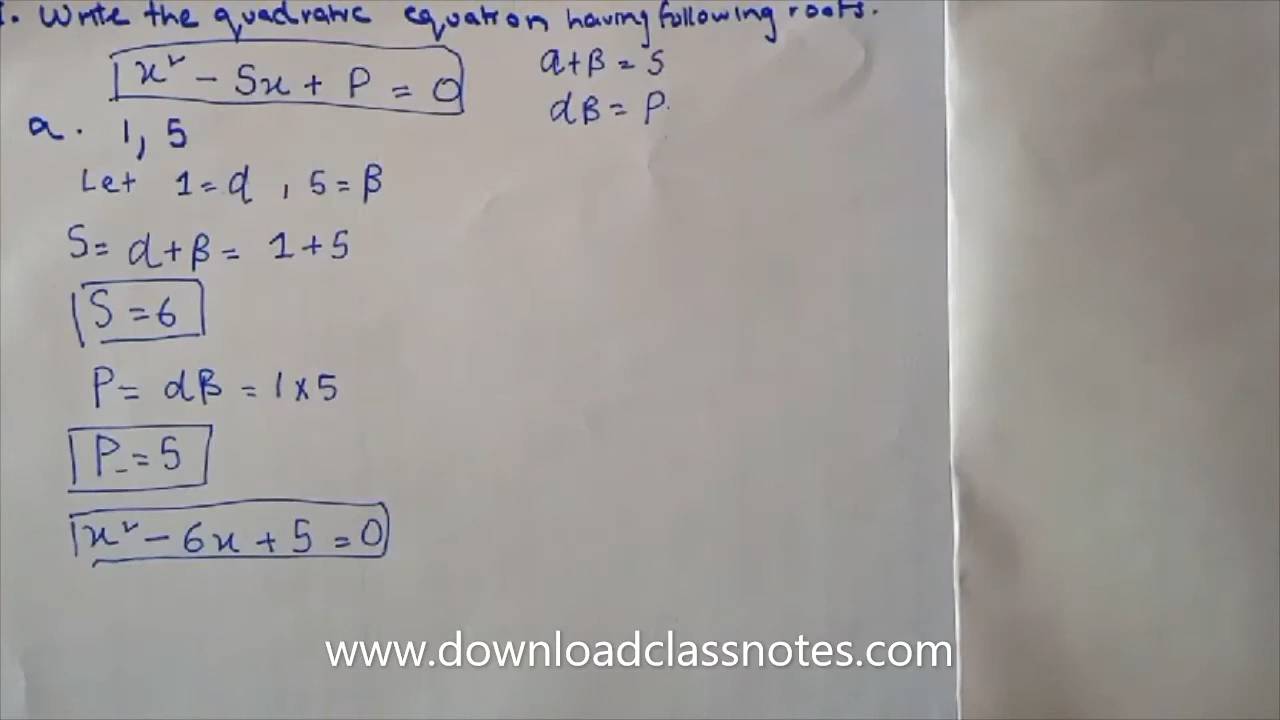 1. Write the quadratic equation having following roots.
x² - Sx + P = 0
α+β = S
αβ = P.
a. 1, 5
Let 1=α, 5=β
S= α+β= 1+5
S=6
P= αβ = 1×5
P=5
x² - 6x + 5 = 0
www.downloadclassnotes.com